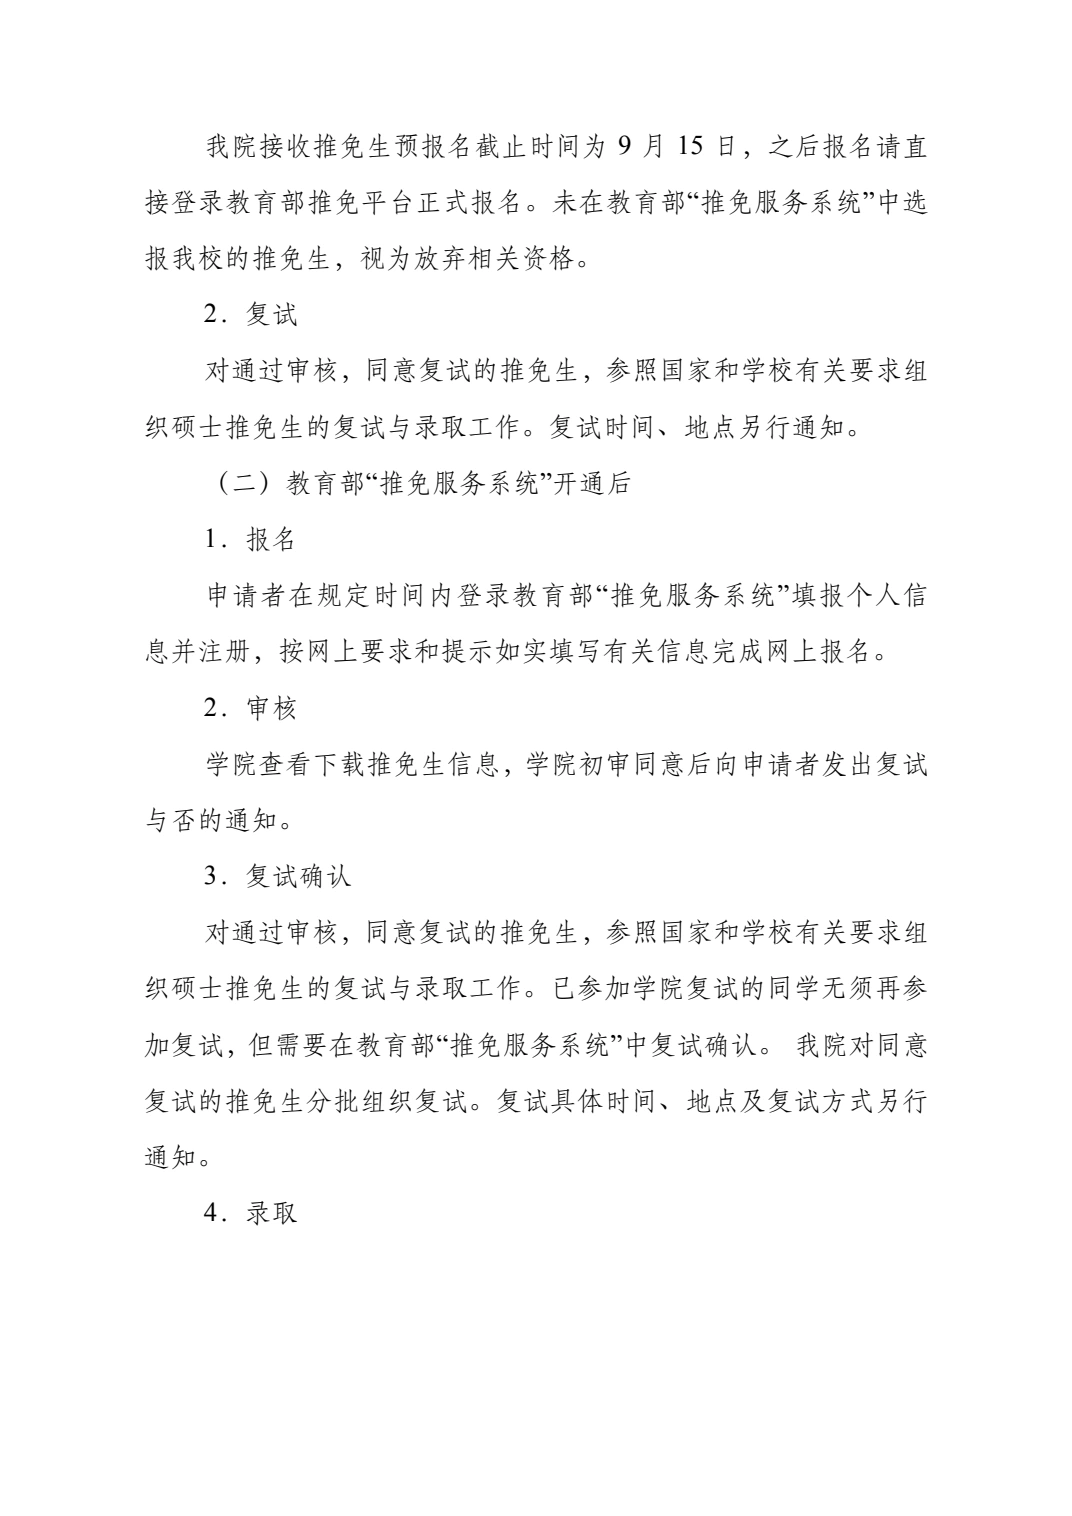 我院接收推免生预报名截止时间为 9 月 15 日，之后报名请直
接登录教育部推免平台正式报名。未在教育部“推免服务系统”中选
报我校的推免生，视为放弃相关资格。
2．复试
对通过审核，同意复试的推免生，参照国家和学校有关要求组
织硕士推免生的复试与录取工作。复试时间、地点另行通知。
（二）教育部“推免服务系统”开通后
1．报名
申请者在规定时间内登录教育部“推免服务系统”填报个人信
息并注册，按网上要求和提示如实填写有关信息完成网上报名。
2．审核
学院查看下载推免生信息，学院初审同意后向申请者发出复试
与否的通知。
3．复试确认
对通过审核，同意复试的推免生，参照国家和学校有关要求组
织硕士推免生的复试与录取工作。已参加学院复试的同学无须再参
加复试，但需要在教育部“推免服务系统”中复试确认。 我院对同意
复试的推免生分批组织复试。复试具体时间、地点及复试方式另行
通知。
4．录取